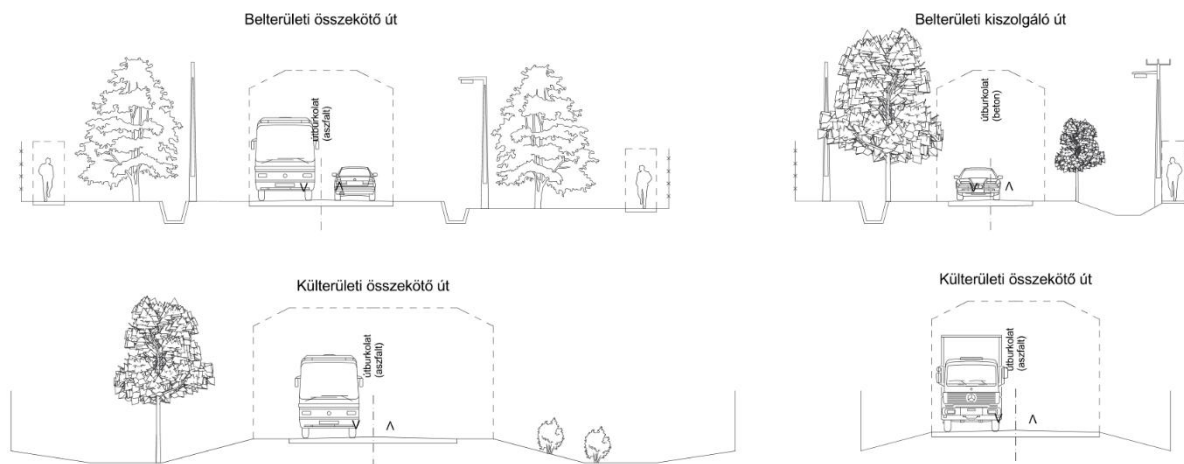 Belterületi összekötő út
útburkolat
(aszfalt)
Belterületi kiszolgáló út
útburkolat
(beton)
Külterületi összekötő út
útburkolat
(aszfalt)
Külterületi összekötő út
útburkolat
(aszfalt)